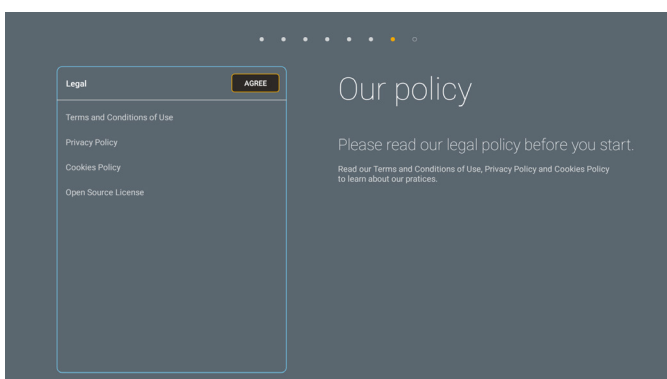 Legal
AGREE
Terms and Conditions of Use
Privacy Policy
Cookies Policy
Open Source License
Our policy
Please read our legal policy before you start.
Read our Terms and Conditions of Use, Privacy Policy and Cookies Policy
to learn about our pratices.